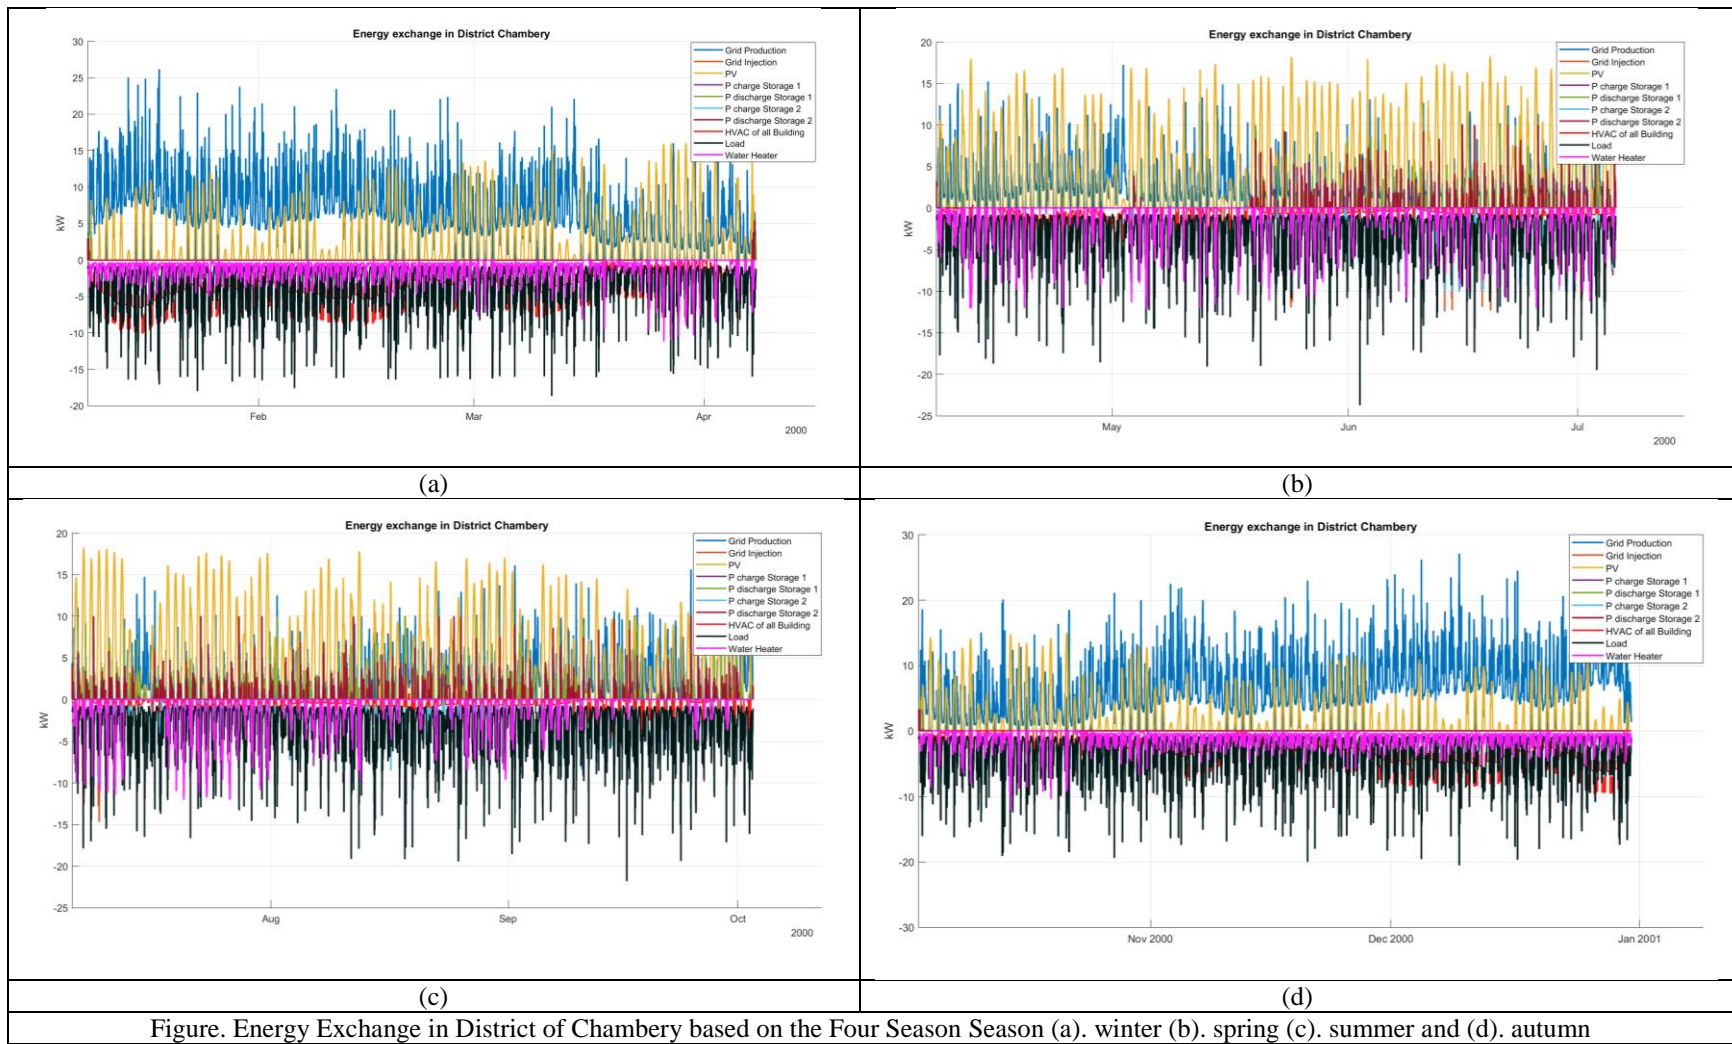 Energy exchange in District Chambery
30
25
20
15
10
5
0
-5
-10
-15
-20
kW
Feb
Mar
Apr
2000
Grid Production
Grid Injection
PV
P charge Storage 1
P discharge Storage 1
P charge Storage 2
P discharge Storage 2
HVAC of all Building
Load
Water Heater
(a)
Energy exchange in District Chambery
20
15
10
5
0
-5
-10
-15
-20
-25
kW
May
Jun
Jul
2000
Grid Production
Grid Injection
PV
P charge Storage 1
P discharge Storage 1
P charge Storage 2
P discharge Storage 2
HVAC of all Building
Load
Water Heater
(b)
Energy exchange in District Chambery
20
15
10
5
0
-5
-10
-15
-20
-25
kW
Aug
Sep
Oct
2000
Grid Production
Grid Injection
PV
P charge Storage 1
P discharge Storage 1
P charge Storage 2
P discharge Storage 2
HVAC of all Building
Load
Water Heater
(c)
Energy exchange in District Chambery
30
20
10
0
-10
-20
-30
kW
Nov 2000
Dec 2000
Jan 2001
Grid Production
Grid Injection
PV
P charge Storage 1
P discharge Storage 1
P charge Storage 2
P discharge Storage 2
HVAC of all Building
Load
Water Heater
(d)
Figure. Energy Exchange in District of Chambery based on the Four Season Season (a). winter (b). spring (c). summer and (d). autumn